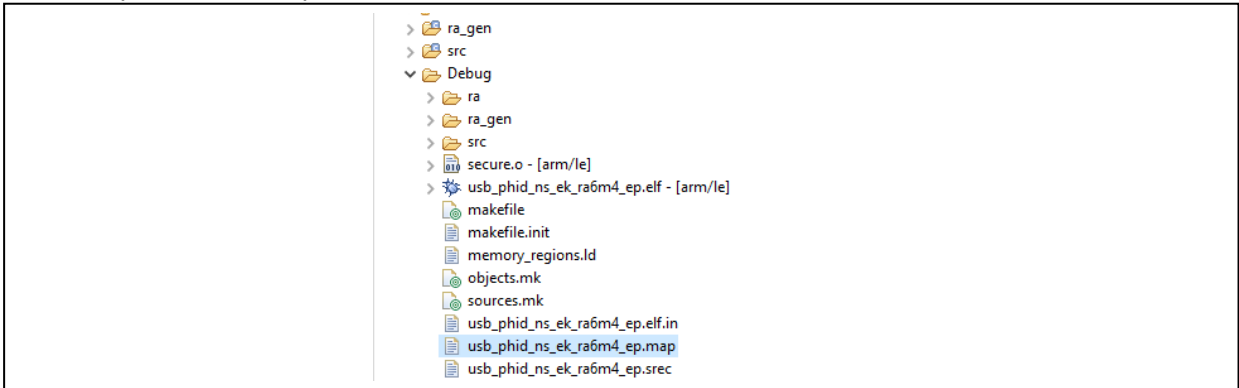 ra_gen
src
Debug
ra
ra_gen
src
secure.o - [arm/le]
usb_phid_ns_ek_ra6m4_ep.elf - [arm/le]
makefile
makefile.init
memory_regions.ld
objects.mk
sources.mk
usb_phid_ns_ek_ra6m4_ep.elf.in
usb_phid_ns_ek_ra6m4_ep.map
usb_phid_ns_ek_ra6m4_ep.srec